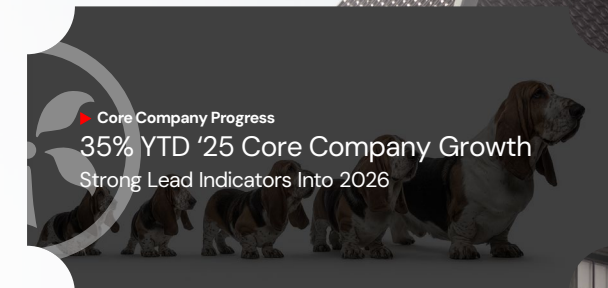 Core Company Progress
35% YTD ‘25 Core Company Growth
Strong Lead Indicators Into 2026